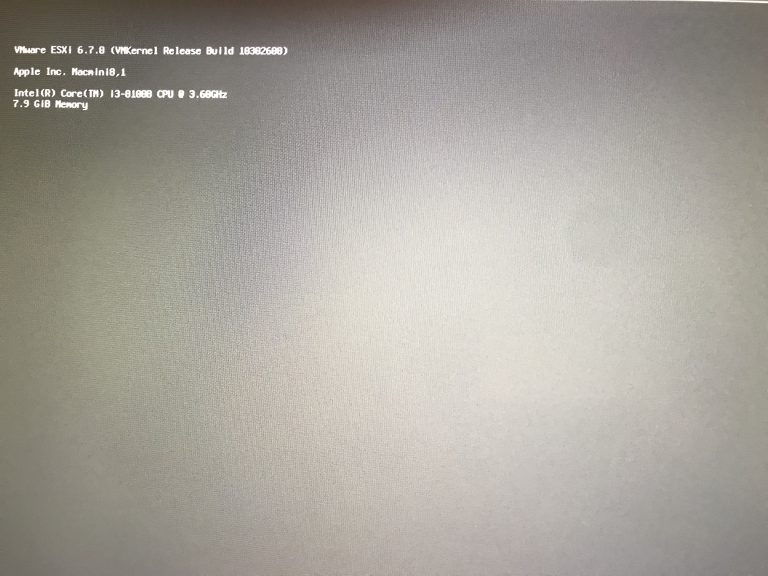 VMware ESXi 6.7.0 (VMKernel Release Build 10302608)
Apple Inc. Macmini8,1
Intel(R) Core(TM) i3-8100B CPU @ 3.60GHz
7.9 GiB Memory